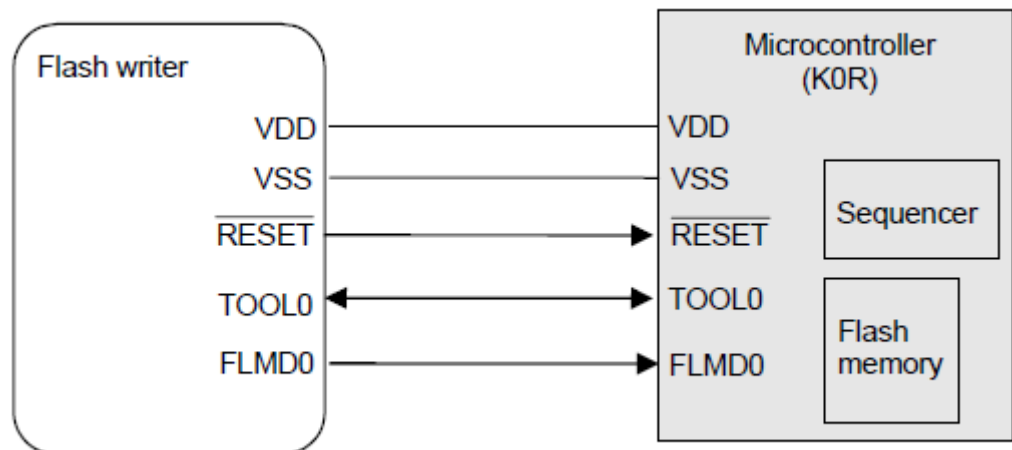 Flash writer
VDD
VSS
RESET
TOOL0
FLMD0
Microcontroller
(K0R)
VDD
VSS
RESET
TOOL0
FLMD0
Sequencer
Flash
memory